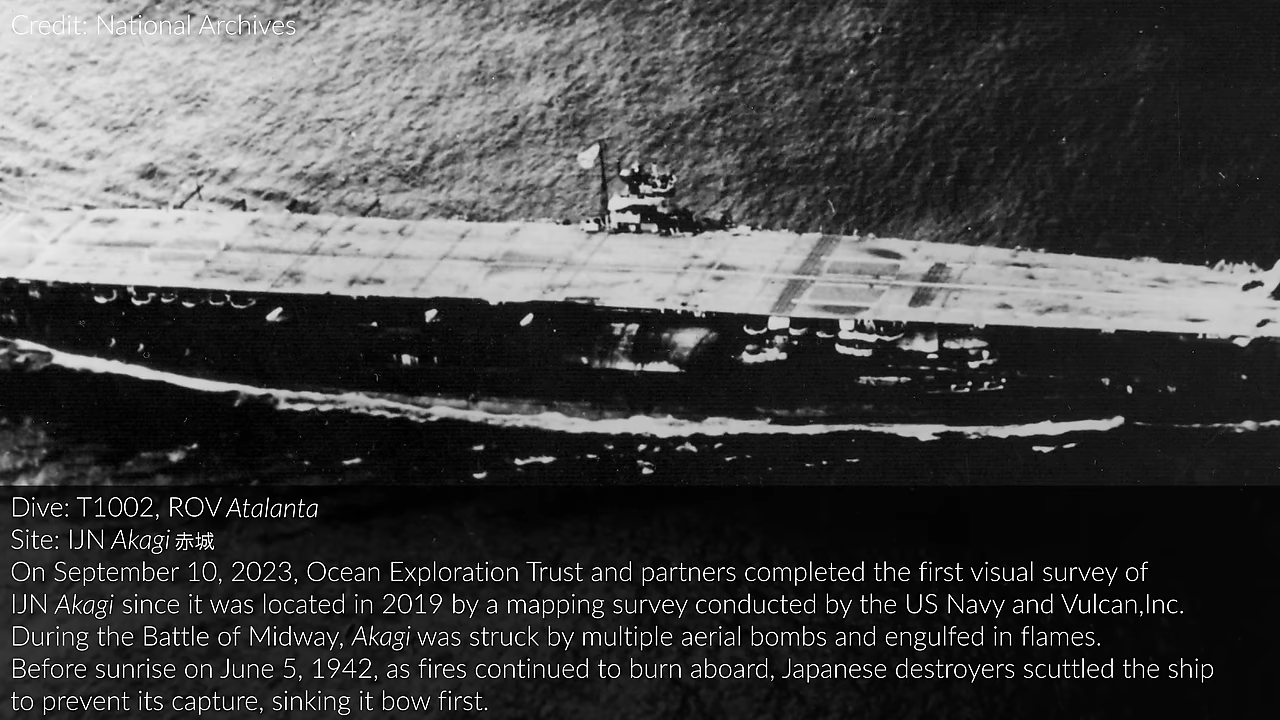 Credit: National Archives
Dive: T1002, ROV Atalanta
Site: IJN Akagi 赤城
On September 10, 2023, Ocean Exploration Trust and partners completed the first visual survey of
IJN Akagi since it was located in 2019 by a mapping survey conducted by the US Navy and Vulcan,Inc.
During the Battle of Midway, Akagi was struck by multiple aerial bombs and engulfed in flames.
Before sunrise on June 5, 1942, as fires continued to burn aboard, Japanese destroyers scuttled the ship
to prevent its capture, sinking it bow first.